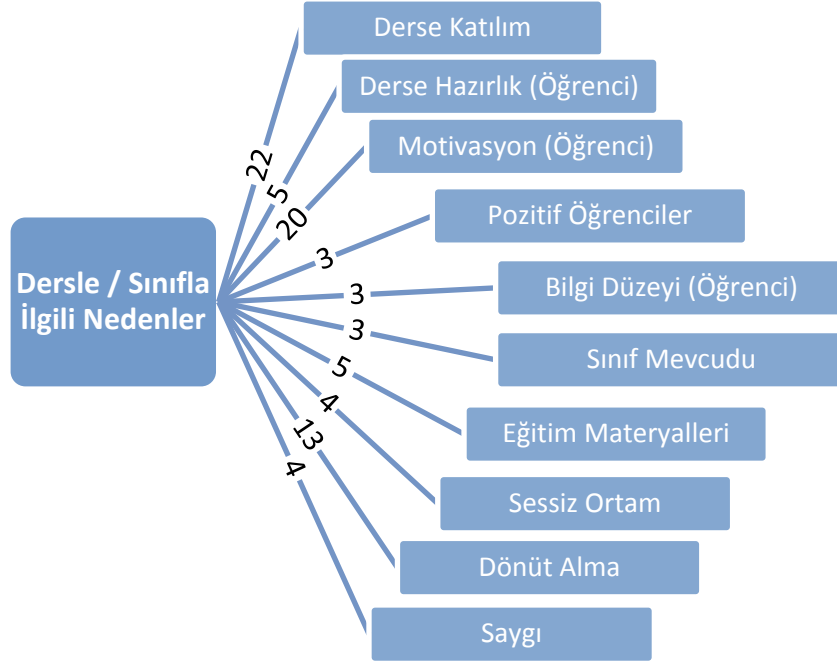 Derse Katılım
Derse Hazırlık (Öğrenci)
Motivasyon (Öğrenci)
Pozitif Öğrenciler
Bilgi Düzeyi (Öğrenci)
Sınıf Mevcudu
Eğitim Materyalleri
Sessiz Ortam
Dönüt Alma
Saygı
Dersle / Sınıfla
İlgili Nedenler
22
5
20
3
3
3
5
4
13
4